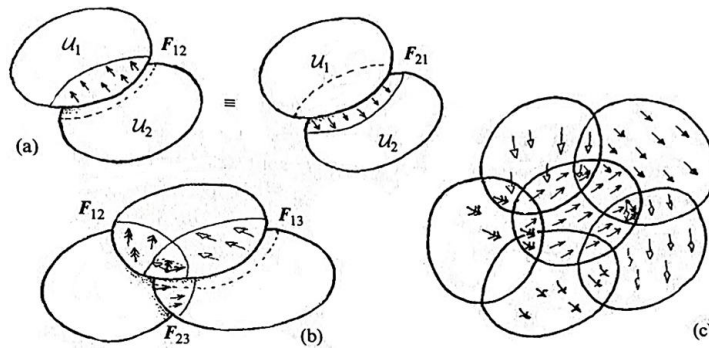 𝒰₁
F₁₂
𝒰₂
(a)
≡
𝒰₁
F₂₁
𝒰₂
F₁₂
F₁₃
F₂₃
(b)
(c)